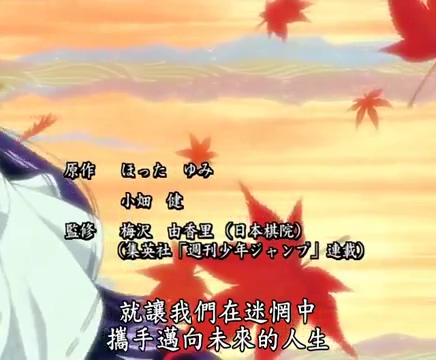 原作 ほった ゆみ
小畑 健
監修 梅沢 由香里 (日本棋院)
(集英社「週刊少年ジャンプ」連載)
就讓我們在迷惘中
攜手邁向未來的人生